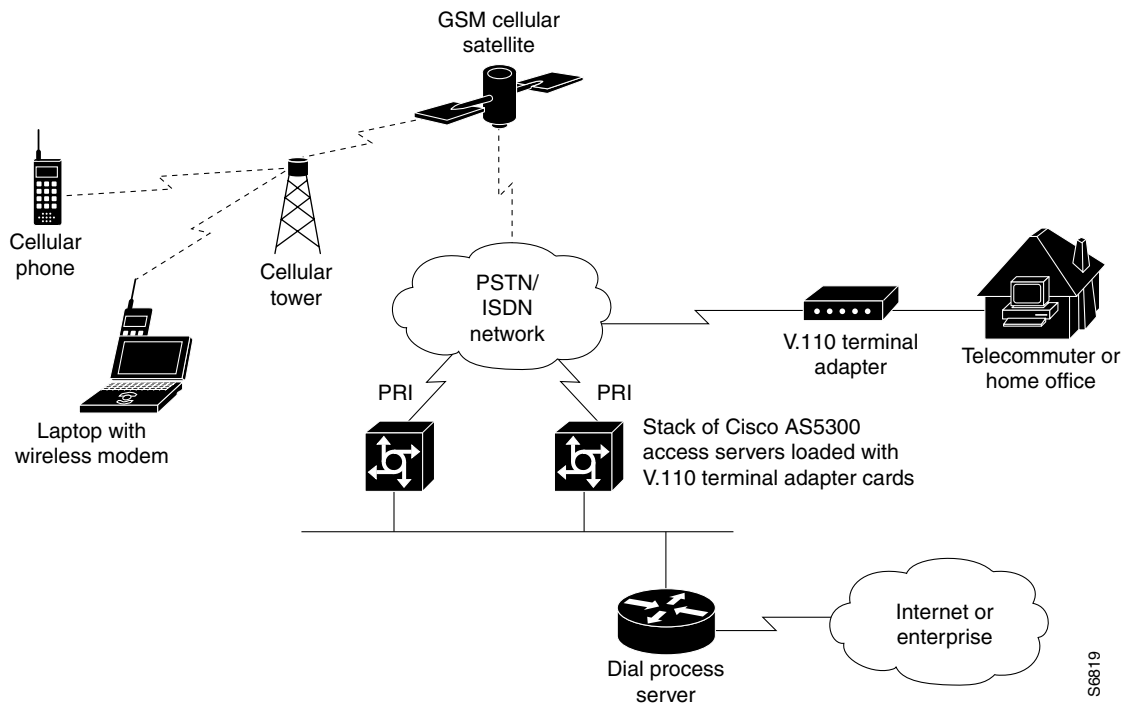 GSM cellular
satellite
Cellular
phone
Cellular
tower
PSTN/
ISDN
network
V.110 terminal
adapter
Telecommuter or
home office
Laptop with
wireless modem
PRI
PRI
Stack of Cisco AS5300
access servers loaded with
V.110 terminal adapter cards
Internet or
enterprise
Dial process
server
S6819